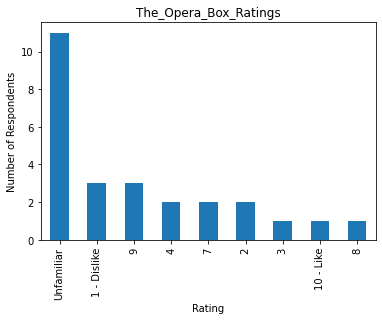 The_Opera_Box_Ratings
Number of Respondents
10
8
6
4
2
0
Unfamiliar
1 - Dislike
9
4
7
2
3
10 - Like
8
Rating